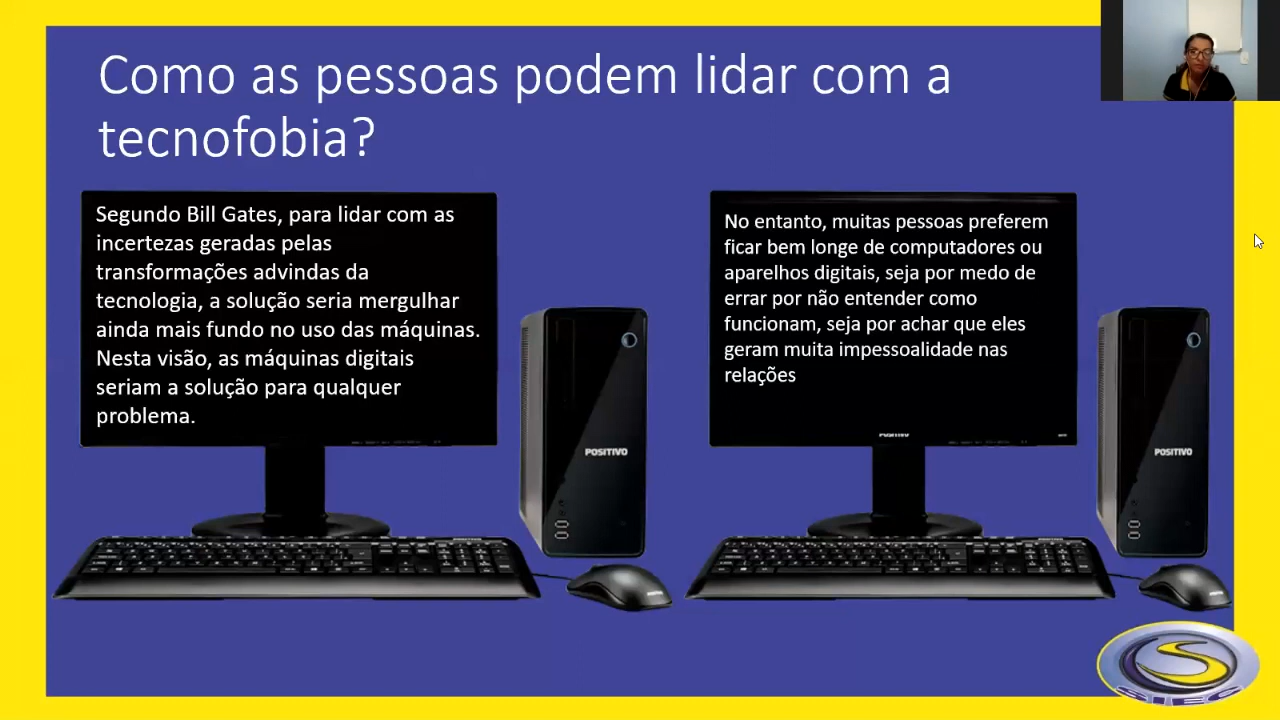 Como as pessoas podem lidar com a
tecnofobia?
Segundo Bill Gates, para lidar com as
incertezas geradas pelas
transformações advindas da
tecnologia, a solução seria mergulhar
ainda mais fundo no uso das máquinas.
Nesta visão, as máquinas digitais
seriam a solução para qualquer
problema.
No entanto, muitas pessoas preferem
ficar bem longe de computadores ou
aparelhos digitais, seja por medo de
errar por não entender como
funcionam, seja por achar que eles
geram muita impessoalidade nas
relações
POSITIVO
POSITIVO
POSITIVO
SIEC